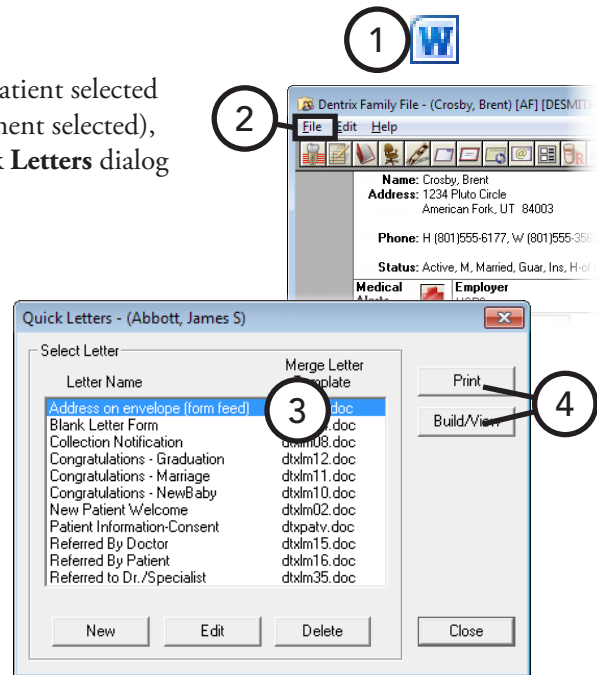 1
W
atient selected
2
nent selected),
Letters dialog
Dentrix Family File - (Crosby, Brent) [AF] [DESMITH
File Edit Help
Name: Crosby, Brent
Address: 1234 Pluto Circle
American Fork, UT 84003
Phone: H (801)555-6177, W (801)555-356
Status: Active, M, Married, Guar, Ins, H-of-
Medical Employer
Quick Letters - (Abbott, James S)
Select Letter
Merge Letter
Letter Name
Print
Address on envelope (form feed) 3 doc
4
Blank Letter Form .doc
Build/View
Collection Notification dtxlm08.doc
Congratulations - Graduation dtxlm12.doc
Congratulations - Marriage dtxlm11.doc
Congratulations - NewBaby dtxlm10.doc
New Patient Welcome dtxlm02.doc
Patient Information-Consent dtxpatv.doc
Referred By Doctor dtxlm15.doc
Referred By Patient dtxlm16.doc
Referred to Dr./Specialist dtxlm35.doc
New Edit Delete Close